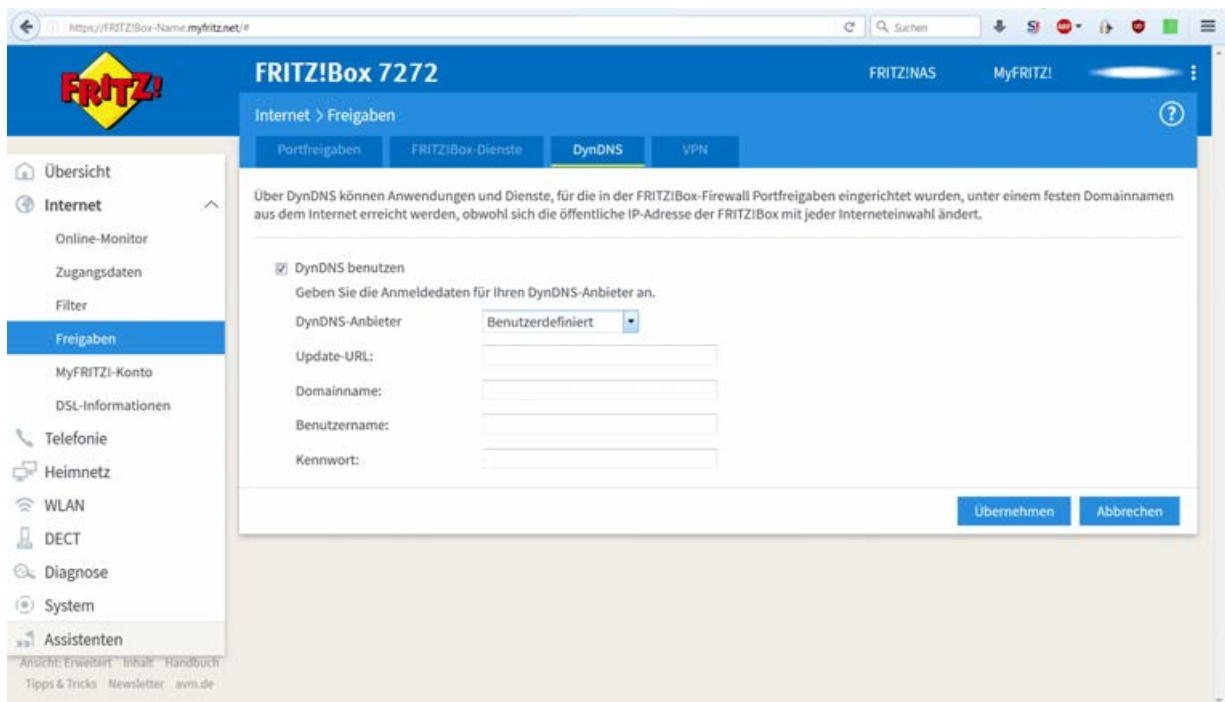 https://FRITZ!Box-Name.myfritz.net/#
Suchen
S!
ABP
FRITZ!
FRITZ!Box 7272
FRITZ!NAS
MyFRITZ!
Internet > Freigaben
?
Portfreigaben
FRITZ!Box-Dienste
DynDNS
VPN
Übersicht
Internet
Online-Monitor
Zugangsdaten
Filter
Freigaben
MyFRITZ!-Konto
DSL-Informationen
Telefonie
Heimnetz
WLAN
DECT
Diagnose
System
Assistenten
Ansicht: Erweitert Inhalt Handbuch
Tipps & Tricks Newsletter avm.de
Über DynDNS können Anwendungen und Dienste, für die in der FRITZ!Box-Firewall Portfreigaben eingerichtet wurden, unter einem festen Domainnamen
aus dem Internet erreicht werden, obwohl sich die öffentliche IP-Adresse der FRITZ!Box mit jeder Interneteinwahl ändert.
DynDNS benutzen
Geben Sie die Anmeldedaten für Ihren DynDNS-Anbieter an.
DynDNS-Anbieter
Benutzerdefiniert
Update-URL:
Domainname:
Benutzername:
Kennwort:
Übernehmen
Abbrechen